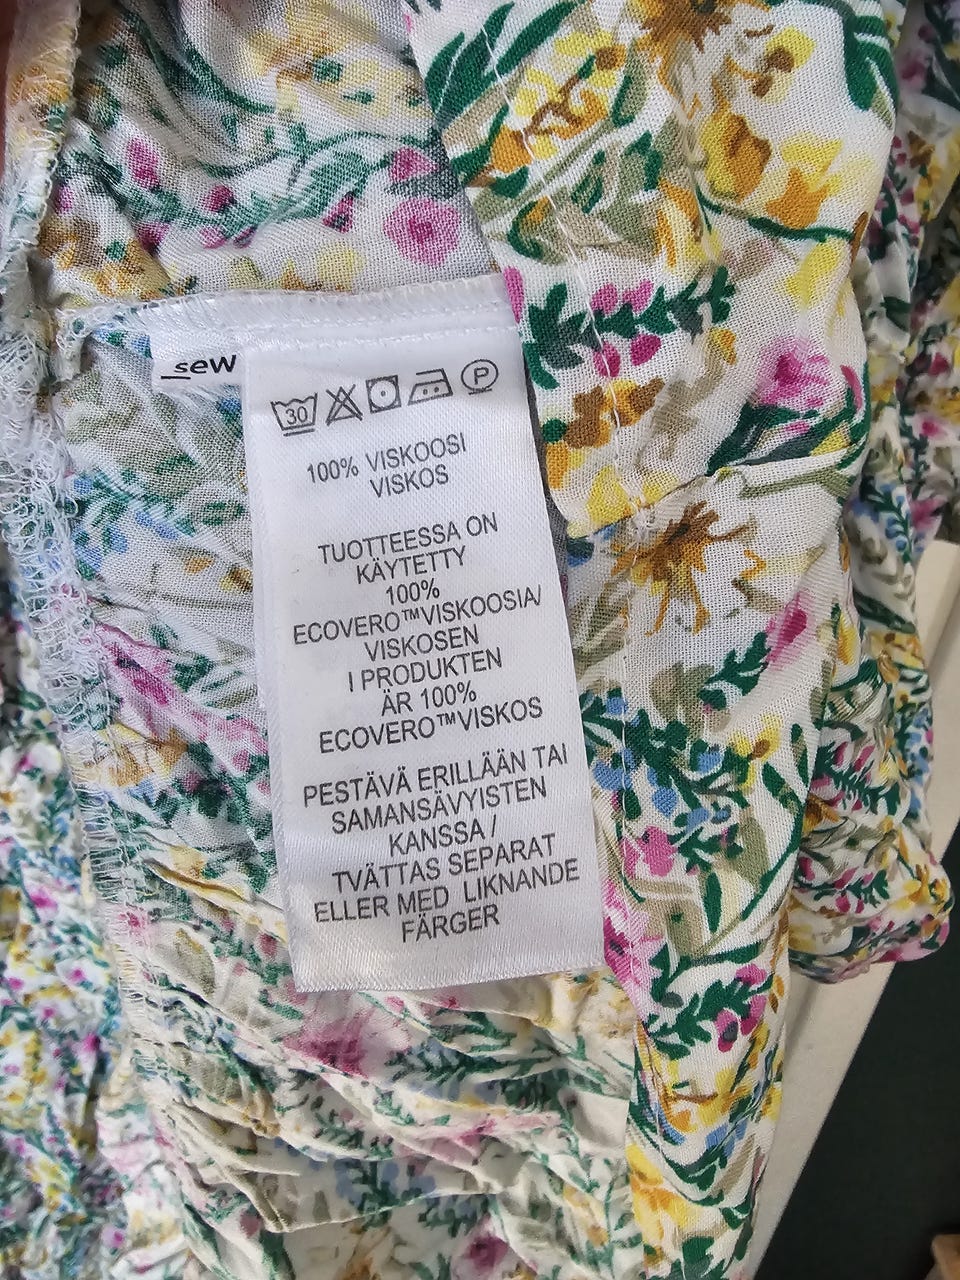 _sew
30
P
100% VISKOOSI
VISKOS
TUOTTEESSA ON
KÄYTETTY
100%
ECOVERO™VISKOOSIA/
VISKOSEN
I PRODUKTEN
ÄR 100%
ECOVERO™VISKOS
PESTÄVÄ ERILLÄÄN TAI
SAMANSÄVYISTEN
KANSSA /
TVÄTTAS SEPARAT
ELLER MED LIKNANDE
FÄRGER